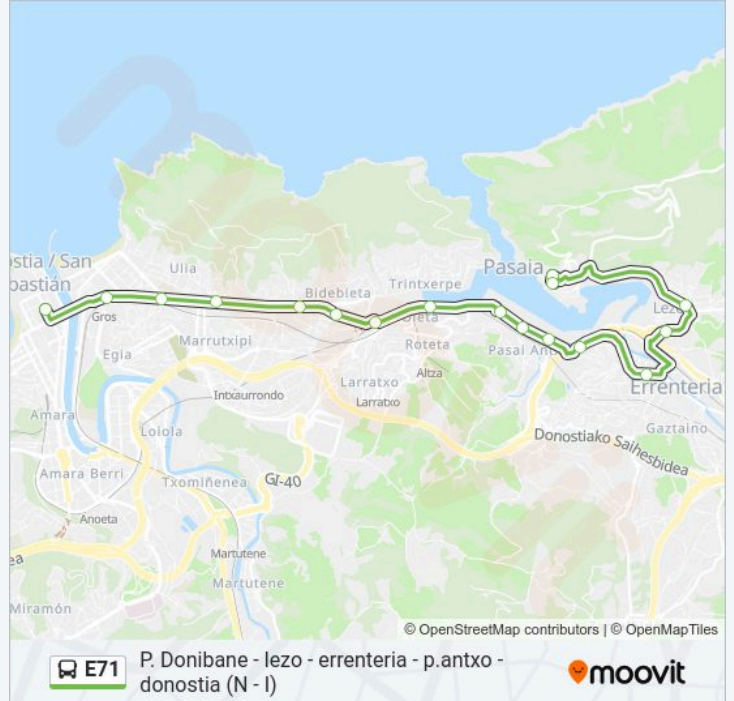 ostia / San
bastián
Ulia
Gros
Egia
Marrutxipi
Bidebieta
Trintxerpe
Pasaia
Roteta
Altza
Larratxo
Larratxo
Intxaurrondo
Lezo
Pasai Ant
Errenteria
Gaztaino
Donostiako Saihesbidea
Amara
Loiola
Amara Berri
Txomiñenea
GI-40
Anoeta
ea
Martutene
Martutene
Miramón
© OpenStreetMap contributors | © OpenMapTiles
E71
P. Donibane - lezo - errenteria - p.antxo -
donostia (N - I)
moovit